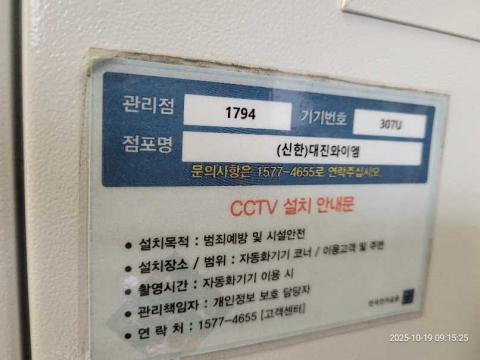 관리점 1794 기기번호 307U
점포명 (신한)대진와이엠
문의사항은 1577-4655로 연락주십시오.
CCTV 설치 안내문
• 설치목적 : 범죄예방 및 시설안전
• 설치장소 / 범위 : 자동화기기 코너 / 이용고객 및 주변
• 촬영시간 : 자동화기기 이용 시
• 관리책임자 : 개인정보 보호 담당자
• 연 락 처 : 1577-4655 [고객센터]
한국전자금융
2025-10-19 09:15:25